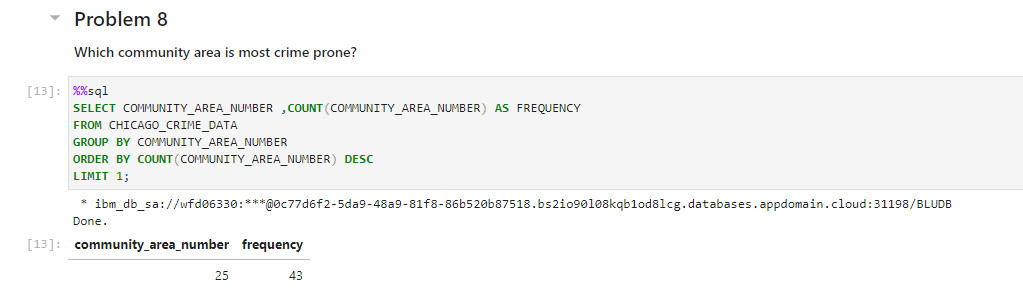 Problem 8
Which community area is most crime prone?
[13]: %%sql
SELECT COMMUNITY_AREA_NUMBER ,COUNT(COMMUNITY_AREA_NUMBER) AS FREQUENCY
FROM CHICAGO_CRIME_DATA
GROUP BY COMMUNITY_AREA_NUMBER
ORDER BY COUNT(COMMUNITY_AREA_NUMBER) DESC
LIMIT 1;
* ibm_db_sa://wfd06330:***@0c77d6f2-5da9-48a9-81f8-86b520b87518.bs2io90l08kqb1od8lcg.databases.appdomain.cloud:31198/BLUDB
Done.
[13]: community_area_number frequency
25 43